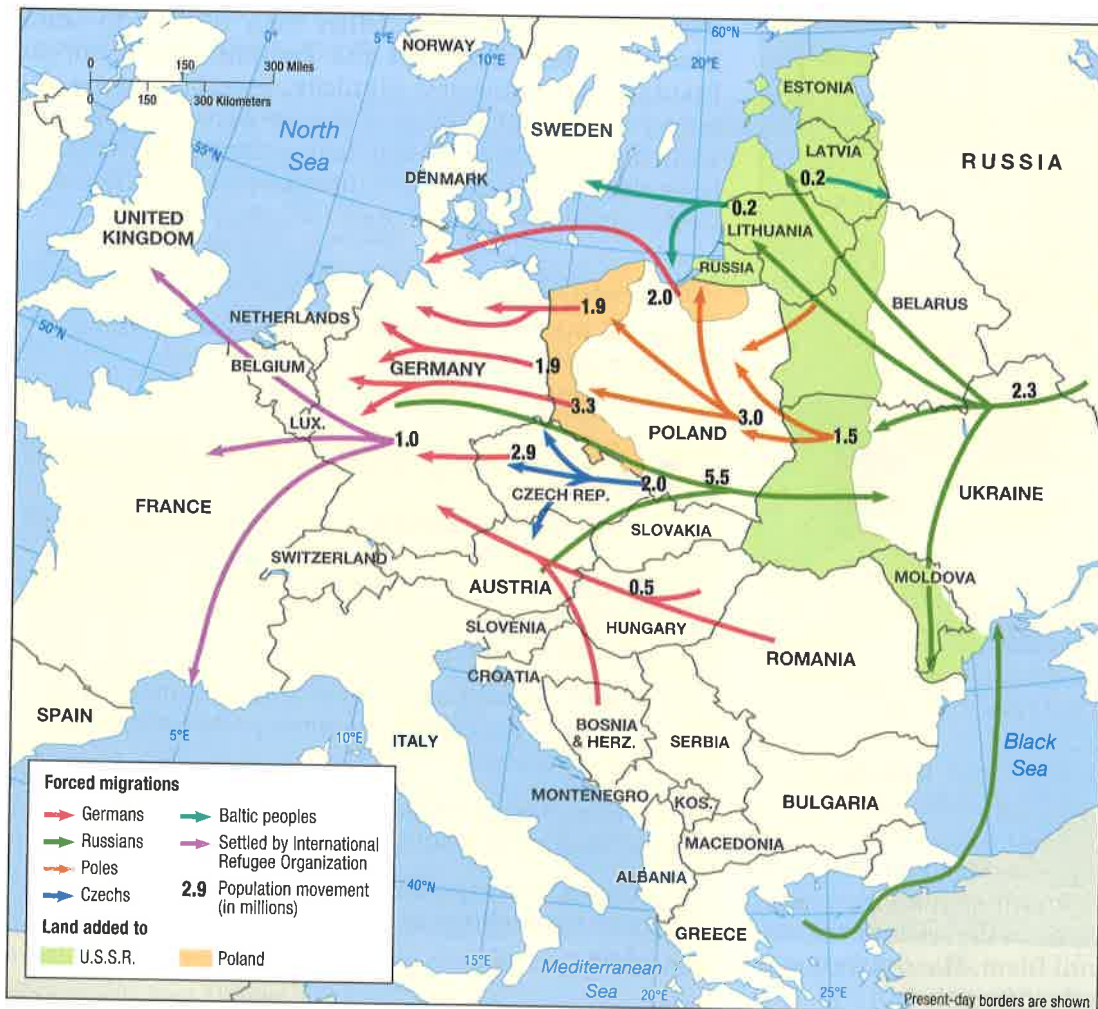 NORWAY
60°N
0°
5°E
10°E
20°E
0 150 300 Miles
0 150 300 Kilometers
North
Sea
55°N
SWEDEN
ESTONIA
LATVIA
RUSSIA
DENMARK
0.2
UNITED
KINGDOM
0.2
LITHUANIA
RUSSIA
BELARUS
2.0
1.9
NETHERLANDS
50°N
BELGIUM
GERMANY
1.9
2.3
3.3
3.0
LUX.
1.0
POLAND
1.5
2.9
5.5
CZECH REP.
2.0
UKRAINE
FRANCE
SLOVAKIA
SWITZERLAND
AUSTRIA
MOLDOVA
0.5
SLOVENIA
HUNGARY
ROMANIA
CROATIA
SPAIN
5°E
10°E
ITALY
BOSNIA
& HERZ.
SERBIA
Black
Sea
MONTENEGRO
KOS.
BULGARIA
MACEDONIA
ALBANIA
40°N
GREECE
15°E
Mediterranean
Sea
20°E
25°E
Forced migrations
Germans
Russians
Poles
Czechs
Baltic peoples
Settled by International
Refugee Organization
2.9 Population movement
(in millions)
Land added to
U.S.S.R.
Poland
Present-day borders are shown